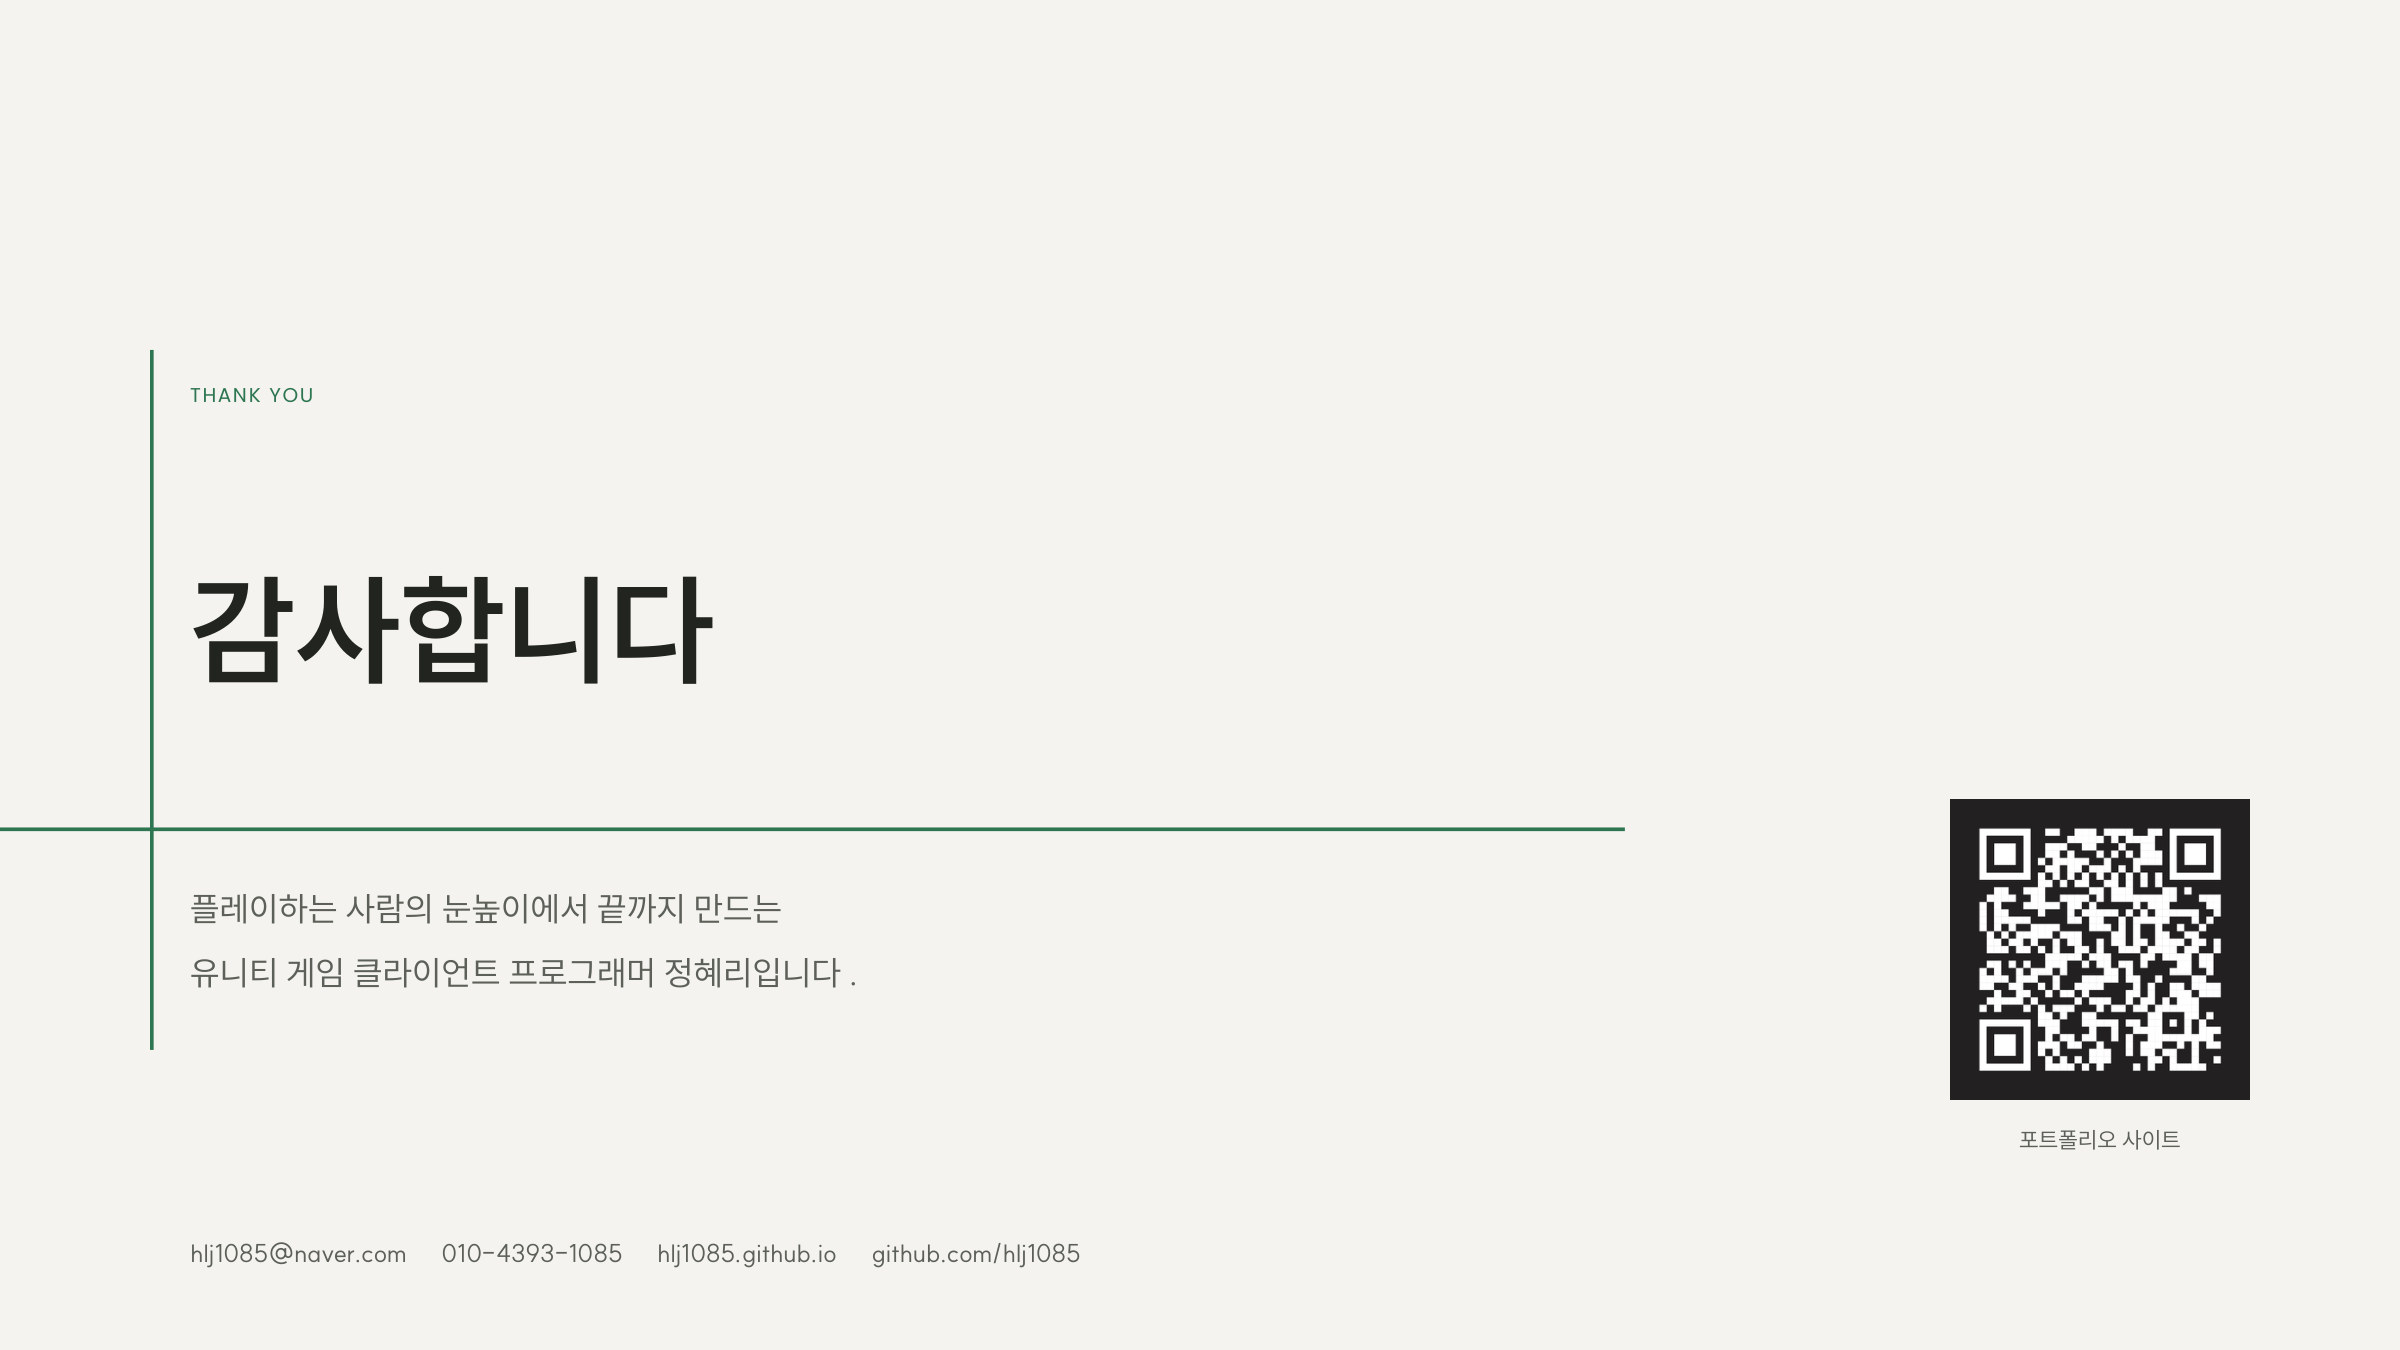 THANK YOU
감사합니다
플레이하는 사람의 눈높이에서 끝까지 만드는
유니티 게임 클라이언트 프로그래머 정혜리입니다 .
포트폴리오 사이트
hlj1085@naver.com 010-4393-1085 hlj1085.github.io github.com/hlj1085